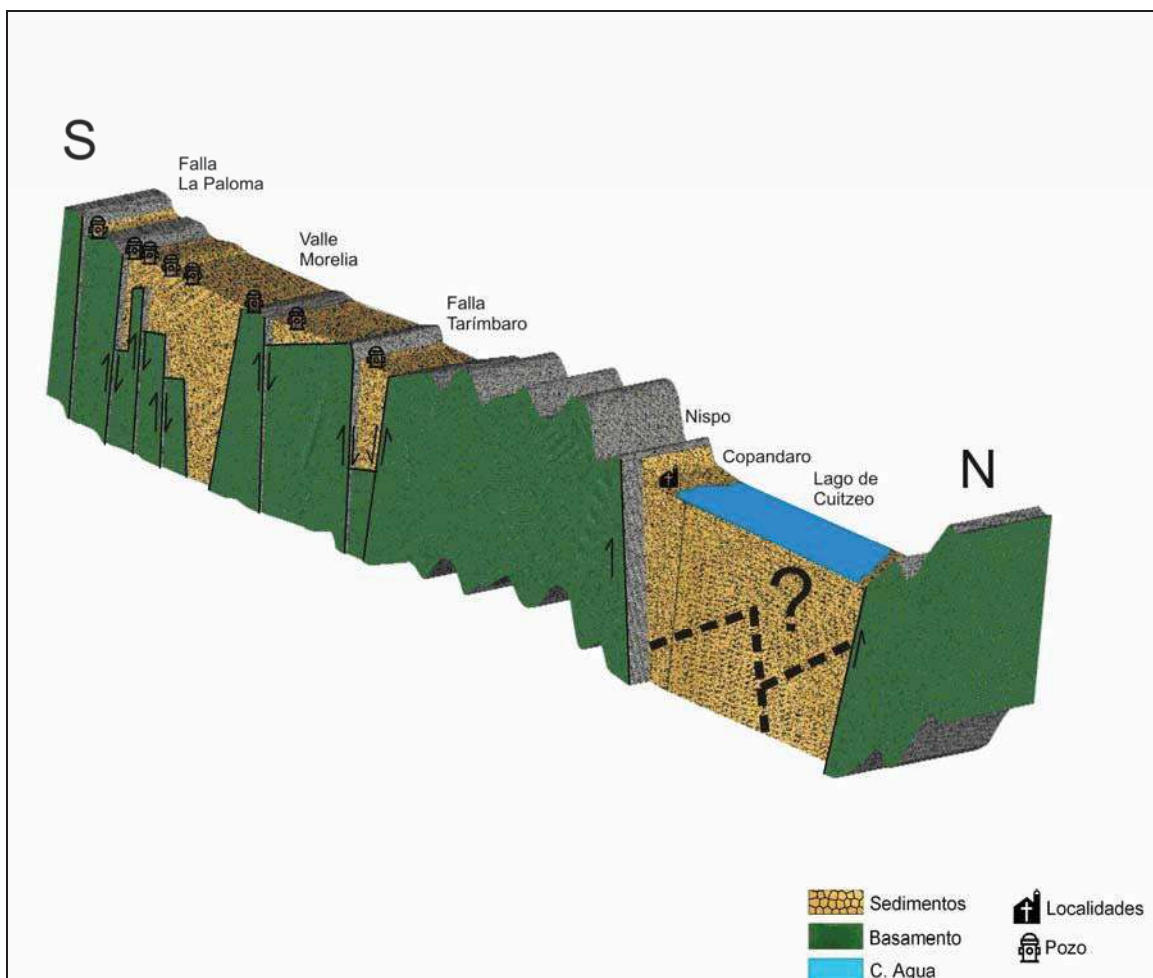 S
Falla
La Paloma
Valle
Morelia
Falla
Tarímbaro
Nispo
Copandaro
Lago de
Cuitzeo
N
?
Sedimentos
Basamento
C. Agua
Localidades
Pozo